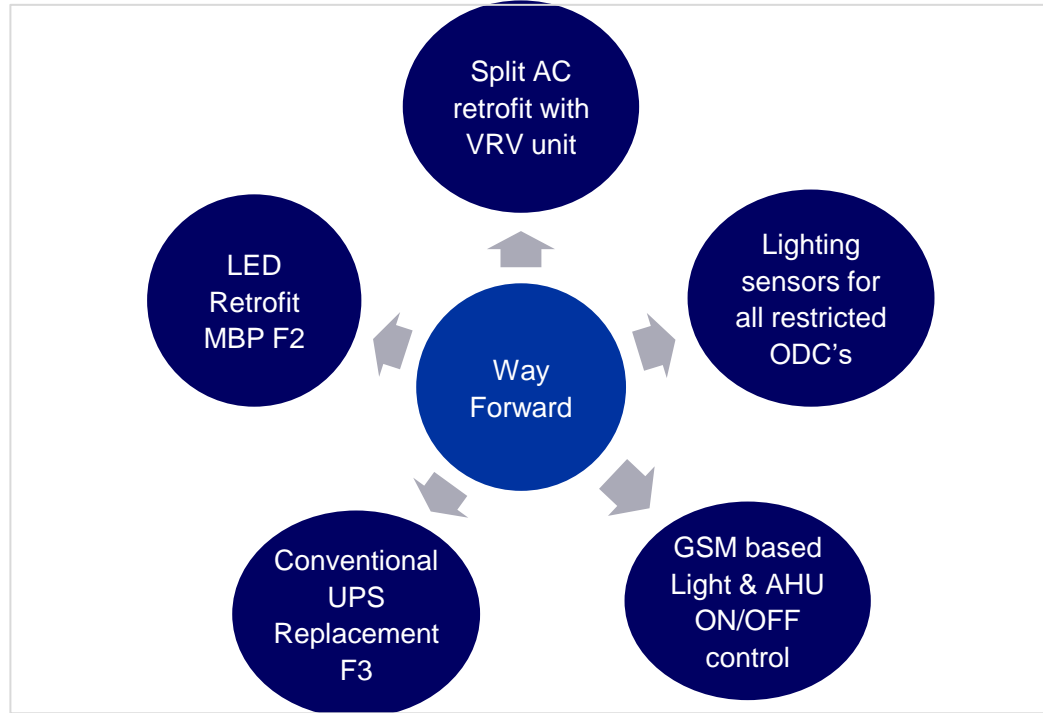 Split AC
retrofit with
VRV unit
Lighting
sensors for
all restricted
ODC's
GSM based
Light & AHU
ON/OFF
control
Conventional
UPS
Replacement
F3
LED
Retrofit
MBP F2
Way
Forward